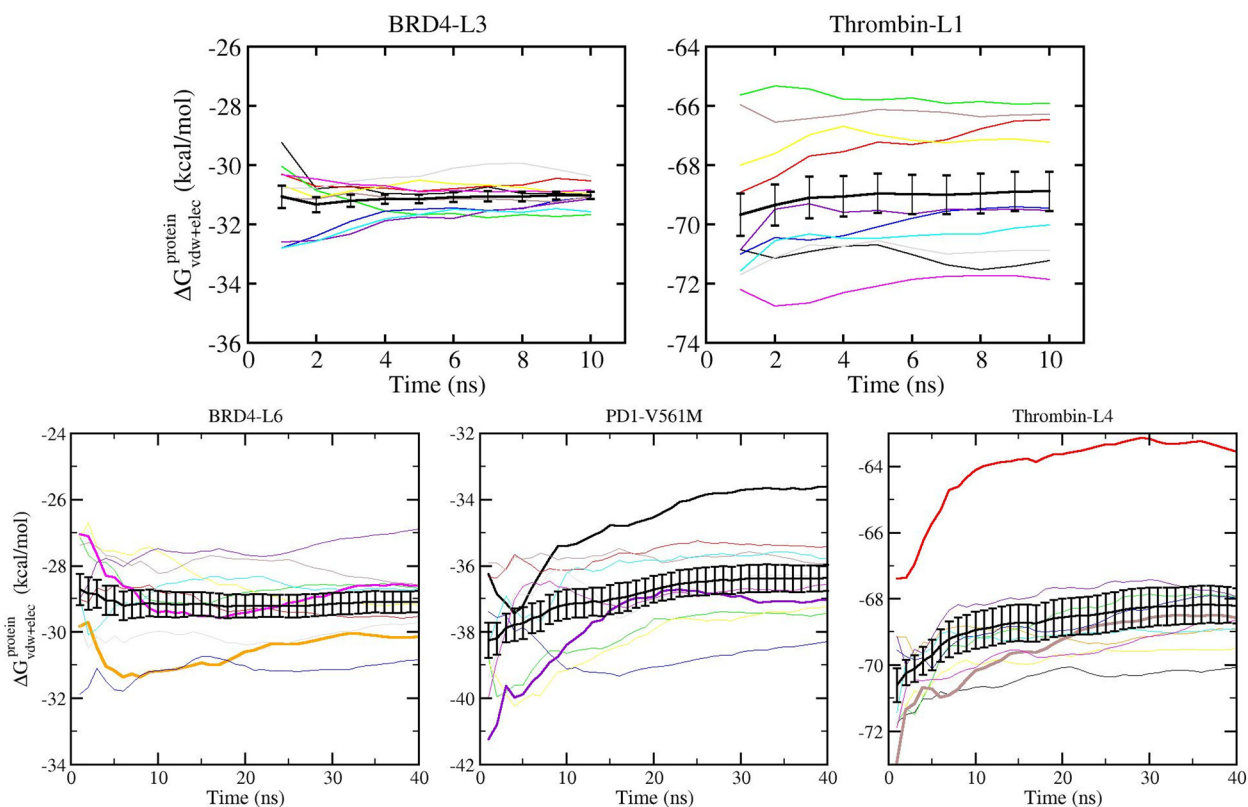 BRD4-L3
Thrombin-L1
ΔG protein vdw+elec (kcal/mol)
-26
-28
-30
-32
-34
-36
0 2 4 6 8 10
Time (ns)
-64
-66
-68
-70
-72
-74
0 2 4 6 8 10
Time (ns)
BRD4-L6
PD1-V561M
Thrombin-L4
ΔG protein vdw+elec (kcal/mol)
-24
-26
-28
-30
-32
-34
0 10 20 30 40
Time (ns)
-32
-34
-36
-38
-40
-42
0 10 20 30 40
Time (ns)
-64
-66
-68
-70
-72
0 10 20 30 40
Time (ns)